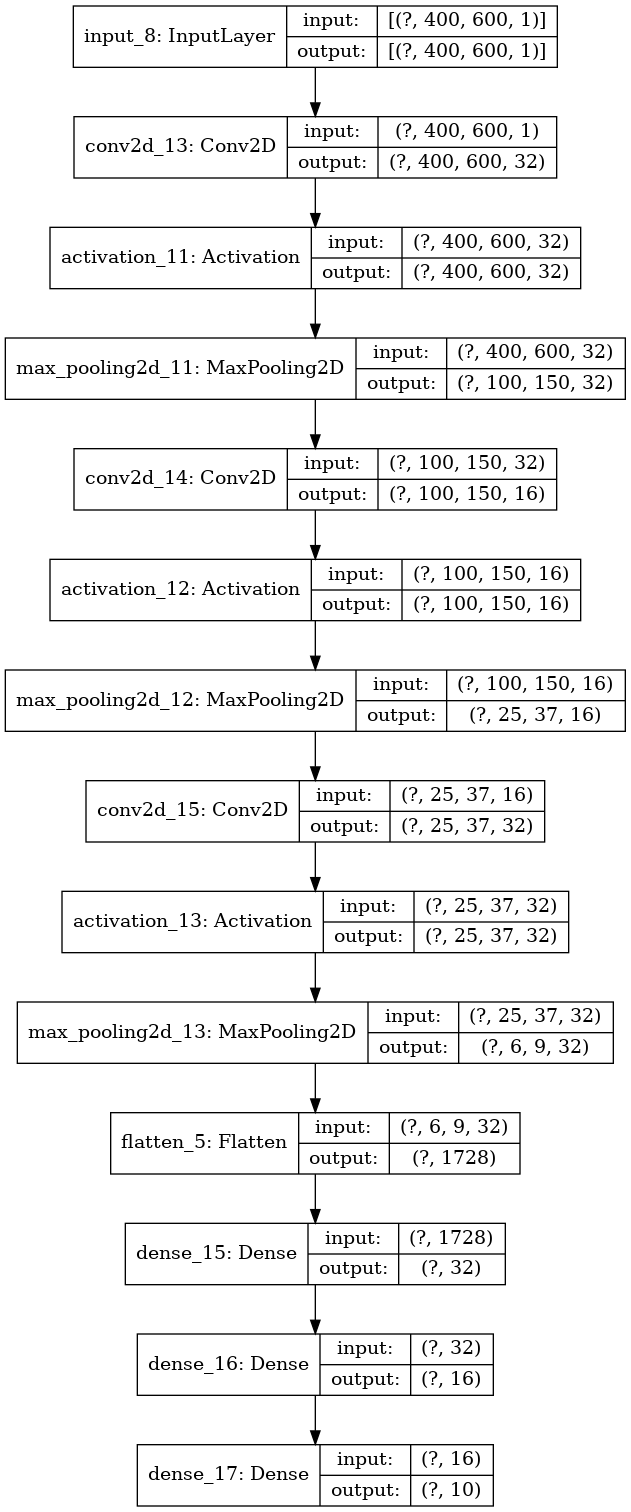 input_8: InputLayer input: [(?, 400, 600, 1)]
output: [(?, 400, 600, 1)]
conv2d_13: Conv2D input: (?, 400, 600, 1)
output: (?, 400, 600, 32)
activation_11: Activation input: (?, 400, 600, 32)
output: (?, 400, 600, 32)
max_pooling2d_11: MaxPooling2D input: (?, 400, 600, 32)
output: (?, 100, 150, 32)
conv2d_14: Conv2D input: (?, 100, 150, 32)
output: (?, 100, 150, 16)
activation_12: Activation input: (?, 100, 150, 16)
output: (?, 100, 150, 16)
max_pooling2d_12: MaxPooling2D input: (?, 100, 150, 16)
output: (?, 25, 37, 16)
conv2d_15: Conv2D input: (?, 25, 37, 16)
output: (?, 25, 37, 32)
activation_13: Activation input: (?, 25, 37, 32)
output: (?, 25, 37, 32)
max_pooling2d_13: MaxPooling2D input: (?, 25, 37, 32)
output: (?, 6, 9, 32)
flatten_5: Flatten input: (?, 6, 9, 32)
output: (?, 1728)
dense_15: Dense input: (?, 1728)
output: (?, 32)
dense_16: Dense input: (?, 32)
output: (?, 16)
dense_17: Dense input: (?, 16)
output: (?, 10)